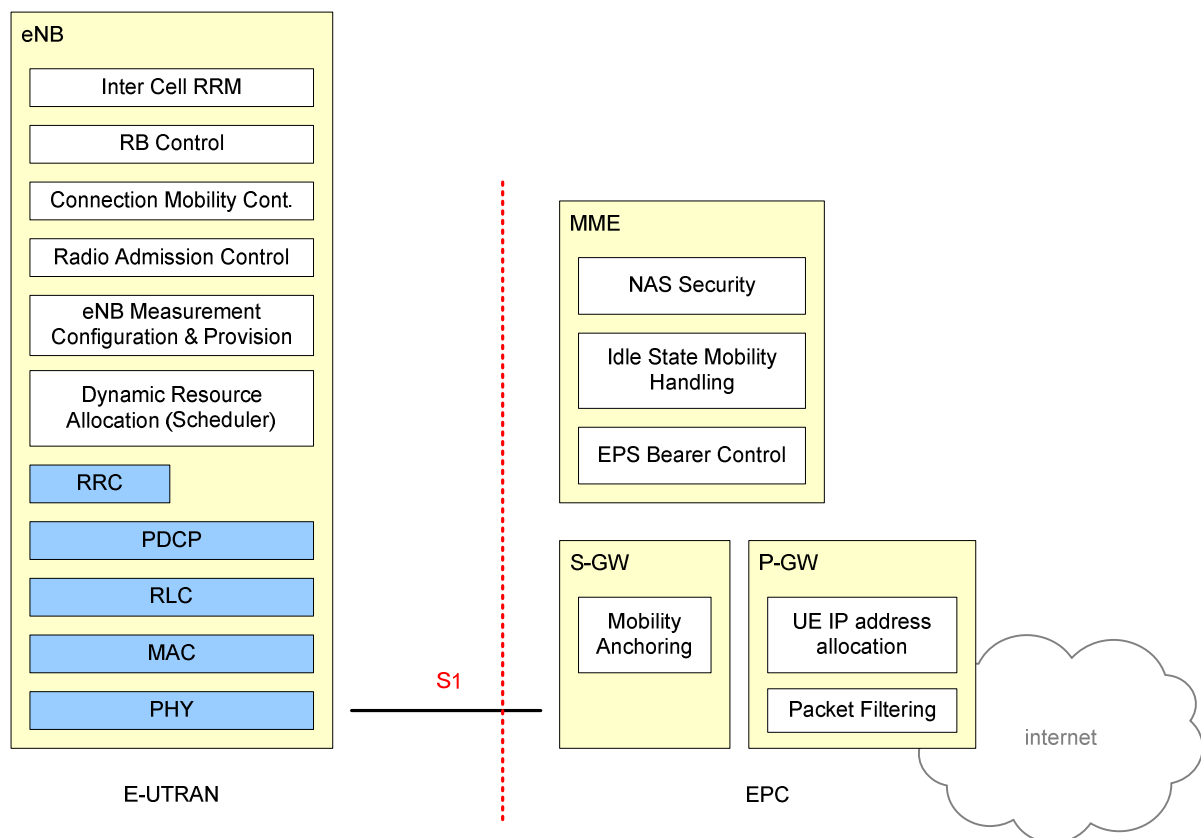 eNB
Inter Cell RRM
RB Control
Connection Mobility Cont.
Radio Admission Control
eNB Measurement
Configuration & Provision
Dynamic Resource
Allocation (Scheduler)
RRC
PDCP
RLC
MAC
PHY
S1
MME
NAS Security
Idle State Mobility
Handling
EPS Bearer Control
S-GW
Mobility
Anchoring
P-GW
UE IP address
allocation
Packet Filtering
internet
E-UTRAN
EPC